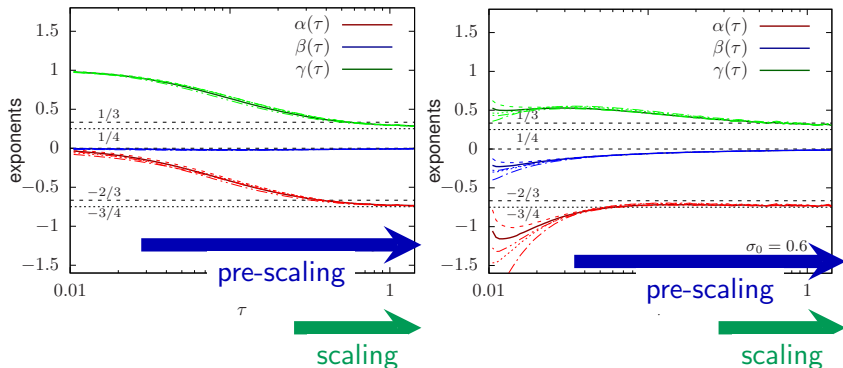 1.5
1
0.5
0
−0.5
−1
−1.5
exponents
α(τ)
β(τ)
γ(τ)
1/3
1/4
−2/3
−3/4
pre-scaling
0.01
1
τ
scaling
1.5
1
0.5
0
−0.5
−1
−1.5
exponents
α(τ)
β(τ)
γ(τ)
1/3
1/4
−2/3
−3/4
σ₀ = 0.6
0.01
1
pre-scaling
scaling